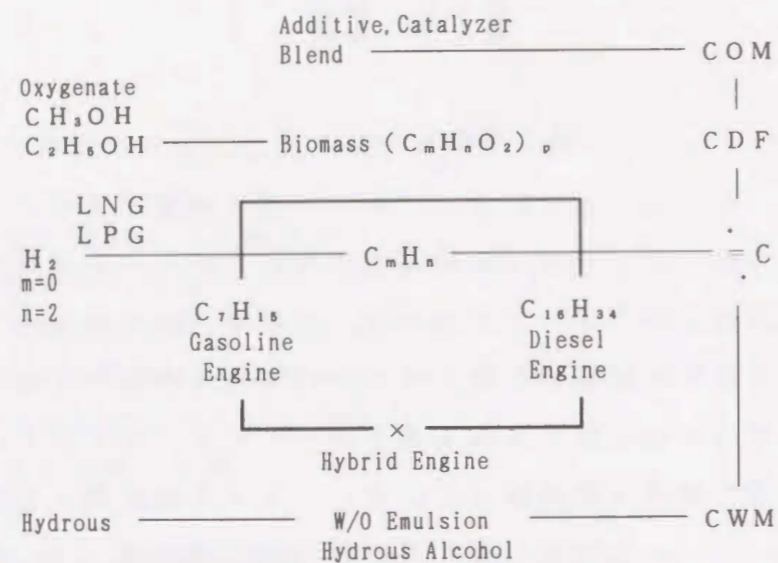 Additive, Catalyzer
Blend COM
Oxygenate
CH₃OH
C₂H₅OH Biomass (CₘHₙO₂)ₚ CDF
LNG
LPG
H₂ CₘHₙ =C
m=0
n=2
C₇H₁₅ C₁₆H₃₄
Gasoline Diesel
Engine Engine
×
Hybrid Engine
Hydrous W/O Emulsion CWM
Hydrous Alcohol